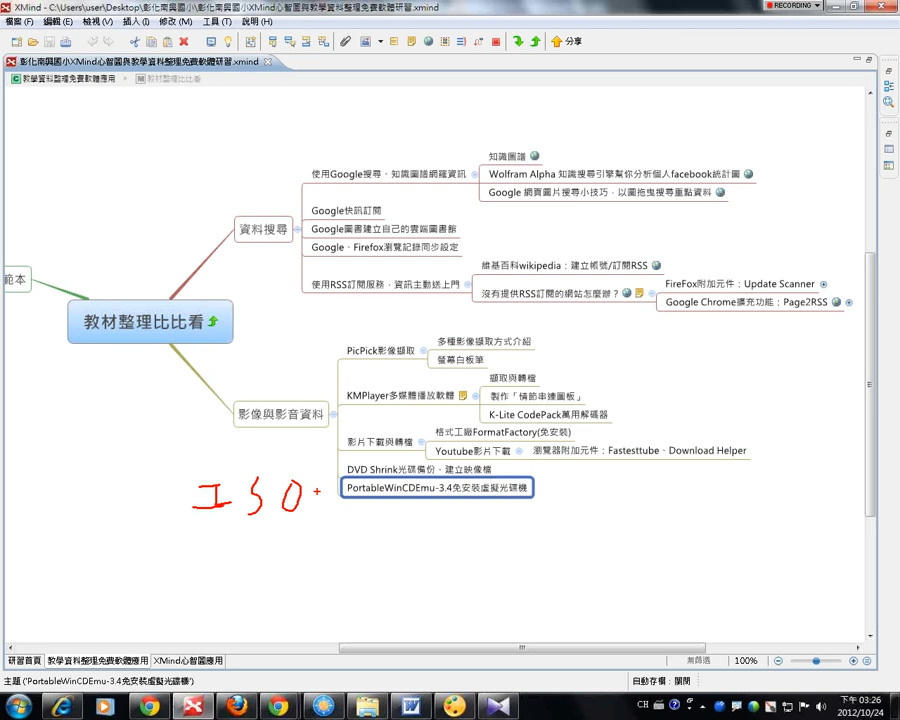 XMind - C:\Users\user\Desktop\彰化南興國小\彰化南興國小XMind心智圖與教學資料整理免費軟體研習.xmind
RECORDING
檔案(F) 編輯(E) 檢視(V) 插入(I) 修改(M) 工具(T) 說明(H)
分享
彰化南興國小XMind心智圖與教學資料整理免費軟體研習.xmind
教學資料整理免費軟體應用
教材整理比比看
知識圖譜
使用Google搜尋、知識圖譜網羅資訊
Wolfram Alpha 知識搜尋引擎幫你分析個人facebook統計圖
Google 網頁圖片搜尋小技巧，以圖拖曳搜尋重點資料
Google快訊訂閱
資料搜尋
Google圖書建立自己的雲端圖書館
Google、Firefox瀏覽記錄同步設定
維基百科wikipedia：建立帳號/訂閱RSS
範本
使用RSS訂閱服務，資訊主動送上門
FireFox附加元件：Update Scanner
沒有提供RSS訂閱的網站怎麼辦？
Google Chrome擴充功能：Page2RSS
教材整理比比看
多種影像擷取方式介紹
PicPick影像擷取
螢幕白板筆
擷取與轉檔
KMPlayer多媒體播放軟體
製作「情節串連圖板」
影像與影音資料
K-Lite CodePack萬用解碼器
格式工廠FormatFactory(免安裝)
影片下載與轉檔
Youtube影片下載
瀏覽器附加元件：Fasttesttube、Download Helper
DVD Shrink光碟備份、建立映像檔
PortableWinCDEmu-3.4免安裝虛擬光碟機
ISO
研習首頁 教學資料整理免費軟體應用 XMind心智圖應用
無篩選 100%
主題 ('PortableWinCDEmu-3.4免安裝虛擬光碟機')
自動存檔：關閉
CH
下午 03:26
2012/10/24